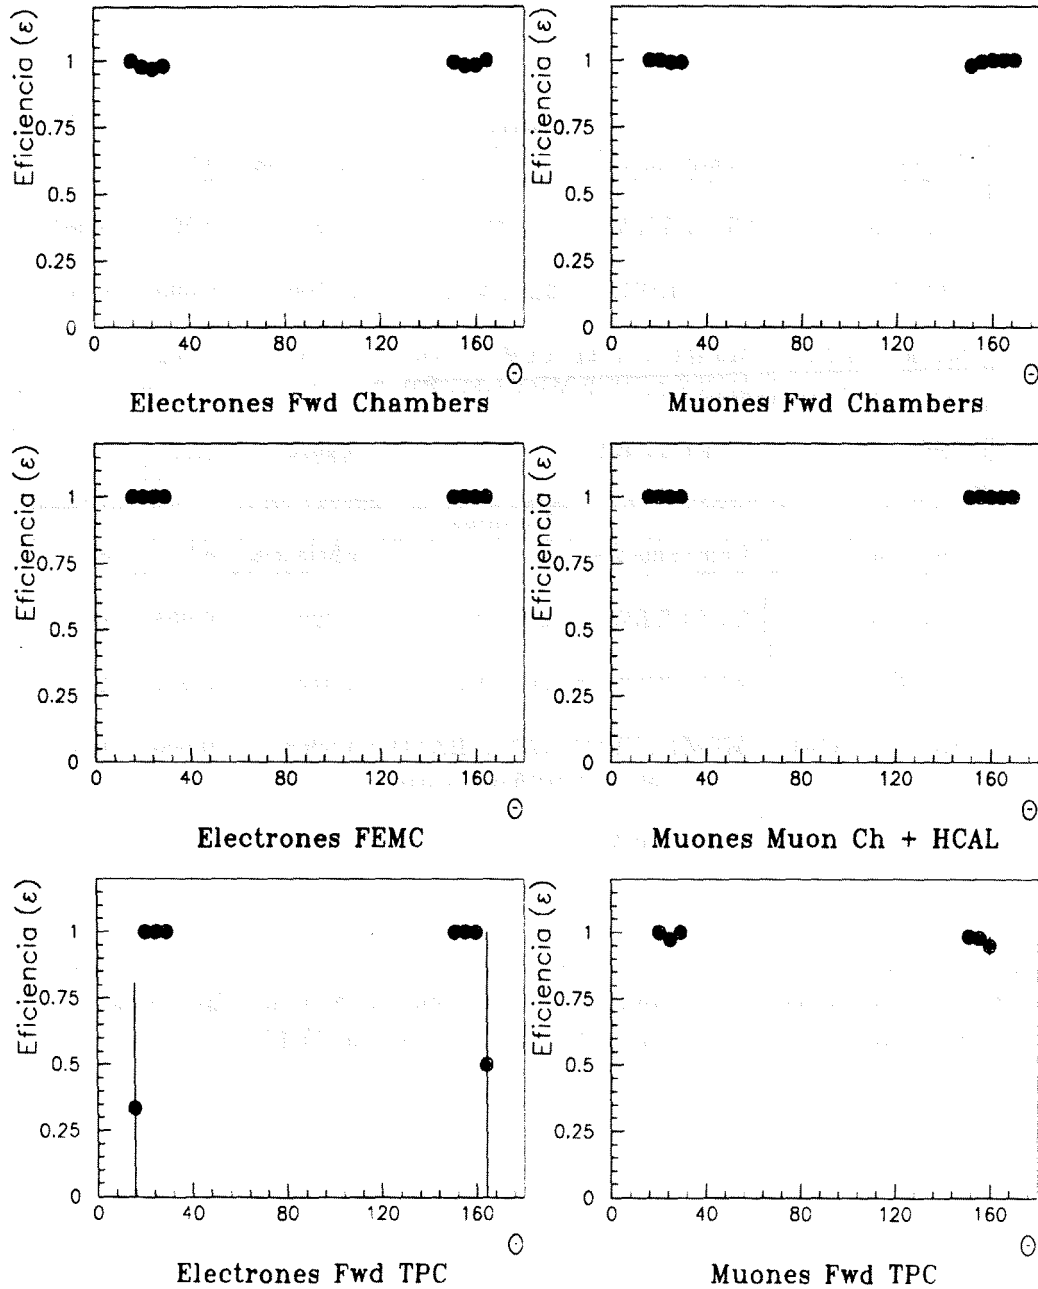 Eficiencia (ε)
1
0.75
0.5
0.25
0
0 40 80 120 160
Θ
Electrones Fwd Chambers
Eficiencia (ε)
1
0.75
0.5
0.25
0
0 40 80 120 160
Θ
Muones Fwd Chambers
Eficiencia (ε)
1
0.75
0.5
0.25
0
0 40 80 120 160
Θ
Electrones FEMC
Eficiencia (ε)
1
0.75
0.5
0.25
0
0 40 80 120 160
Θ
Muones Muon Ch + HCAL
Eficiencia (ε)
1
0.75
0.5
0.25
0
0 40 80 120 160
Θ
Electrones Fwd TPC
Eficiencia (ε)
1
0.75
0.5
0.25
0
0 40 80 120 160
Θ
Muones Fwd TPC